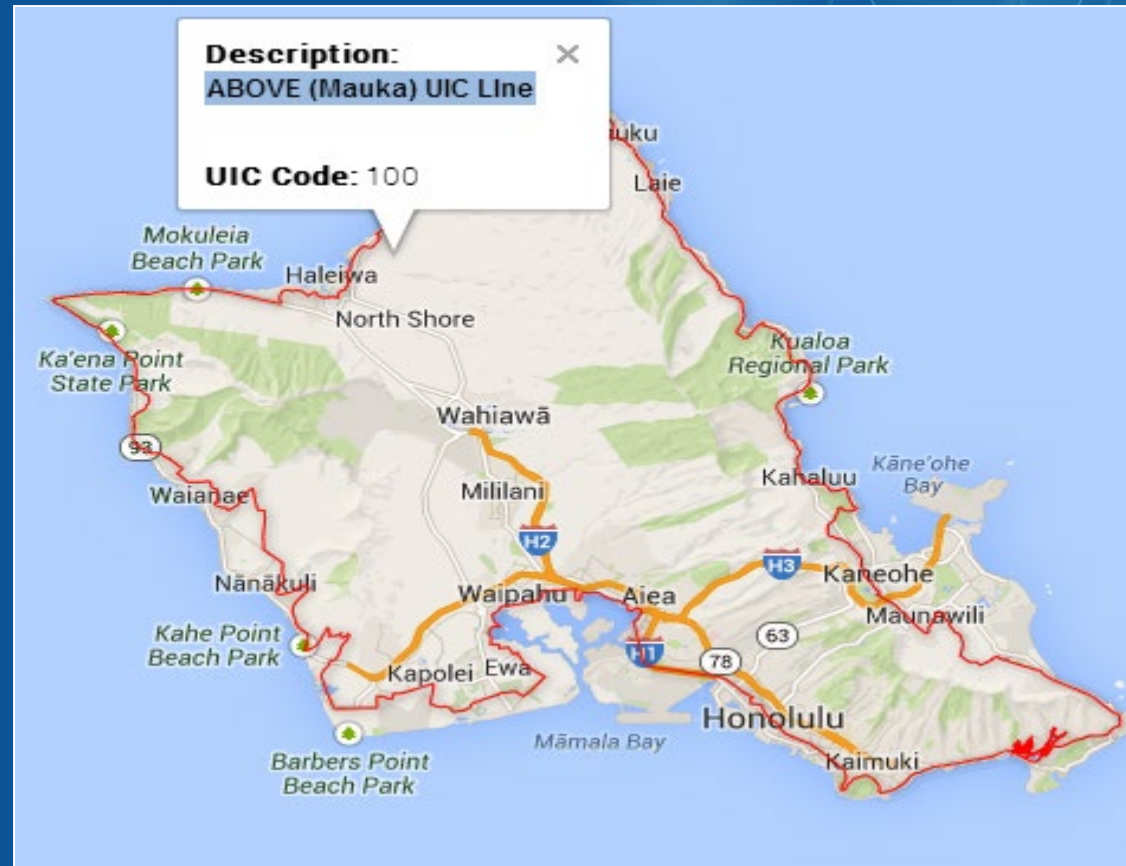 Description:
ABOVE (Mauka) UIC LIne
UIC Code: 100
uku
Laie
Mokuleia
Beach Park
Haleiwa
North Shore
Ka'ena Point
State Park
Kualoa
Regional Park
Wahiawā
93
Waianae
Mililani
Kahaluu
Kāne'ohe
Bay
H2
H3
Nānākuli
Waipahu
Aiea
Kaneohe
Maunawili
Kahe Point
Beach Park
63
H1
78
Kapolei
Ewa
Honolulu
Māmala Bay
Kaimuki
Barbers Point
Beach Park